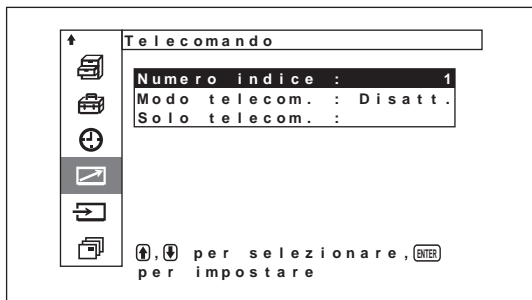 Telecomando
Numero indice : 1
Modo telecom. : Disatt.
Solo telecom. :
, per selezionare, ENTER
per impostare